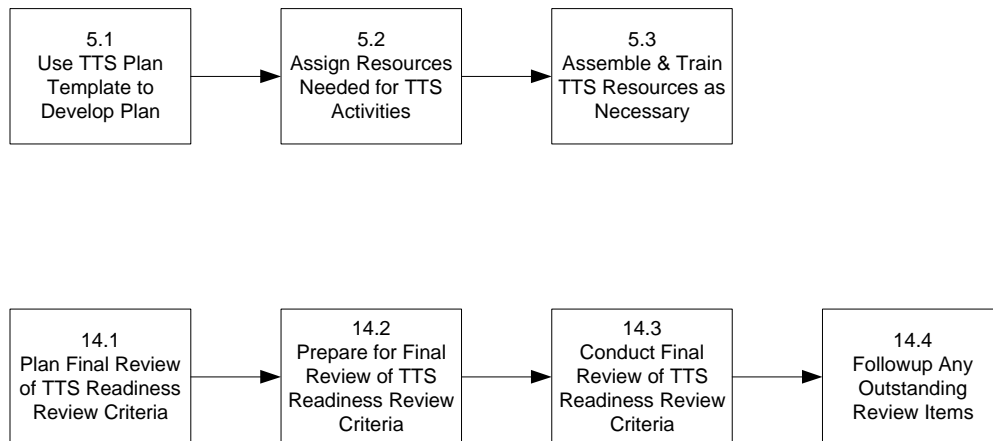 5.1
Use TTS Plan
Template to
Develop Plan
5.2
Assign Resources
Needed for TTS
Activities
5.3
Assemble & Train
TTS Resources as
Necessary
14.1
Plan Final Review
of TTS Readiness
Review Criteria
14.2
Prepare for Final
Review of TTS
Readiness Review
Criteria
14.3
Conduct Final
Review of TTS
Readiness Review
Criteria
14.4
Followup Any
Outstanding
Review Items